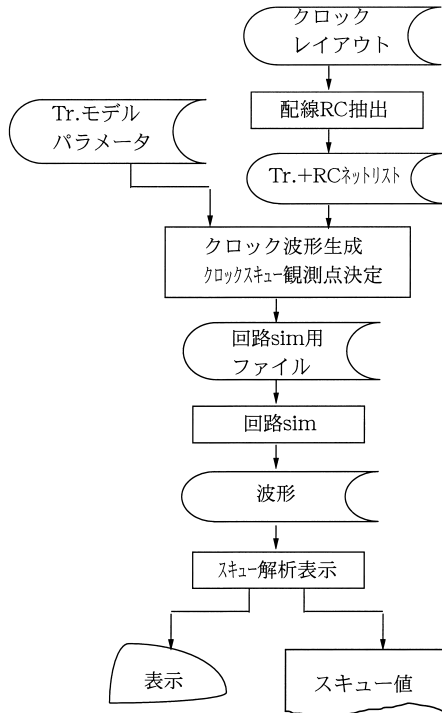 クロック
レイアウト
配線RC抽出
Tr.モデル
パラメータ
Tr.+RCネットリスト
クロック波形生成
クロックスキュー観測点決定
回路sim用
ファイル
回路sim
波形
スキュー解析表示
表示
スキュー値